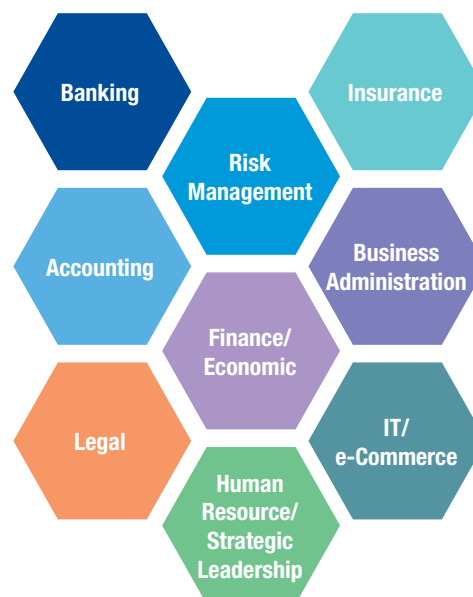 Banking
Insurance
Risk
Management
Accounting
Business
Administration
Finance/
Economic
Legal
IT/
e-Commerce
Human
Resource/
Strategic
Leadership